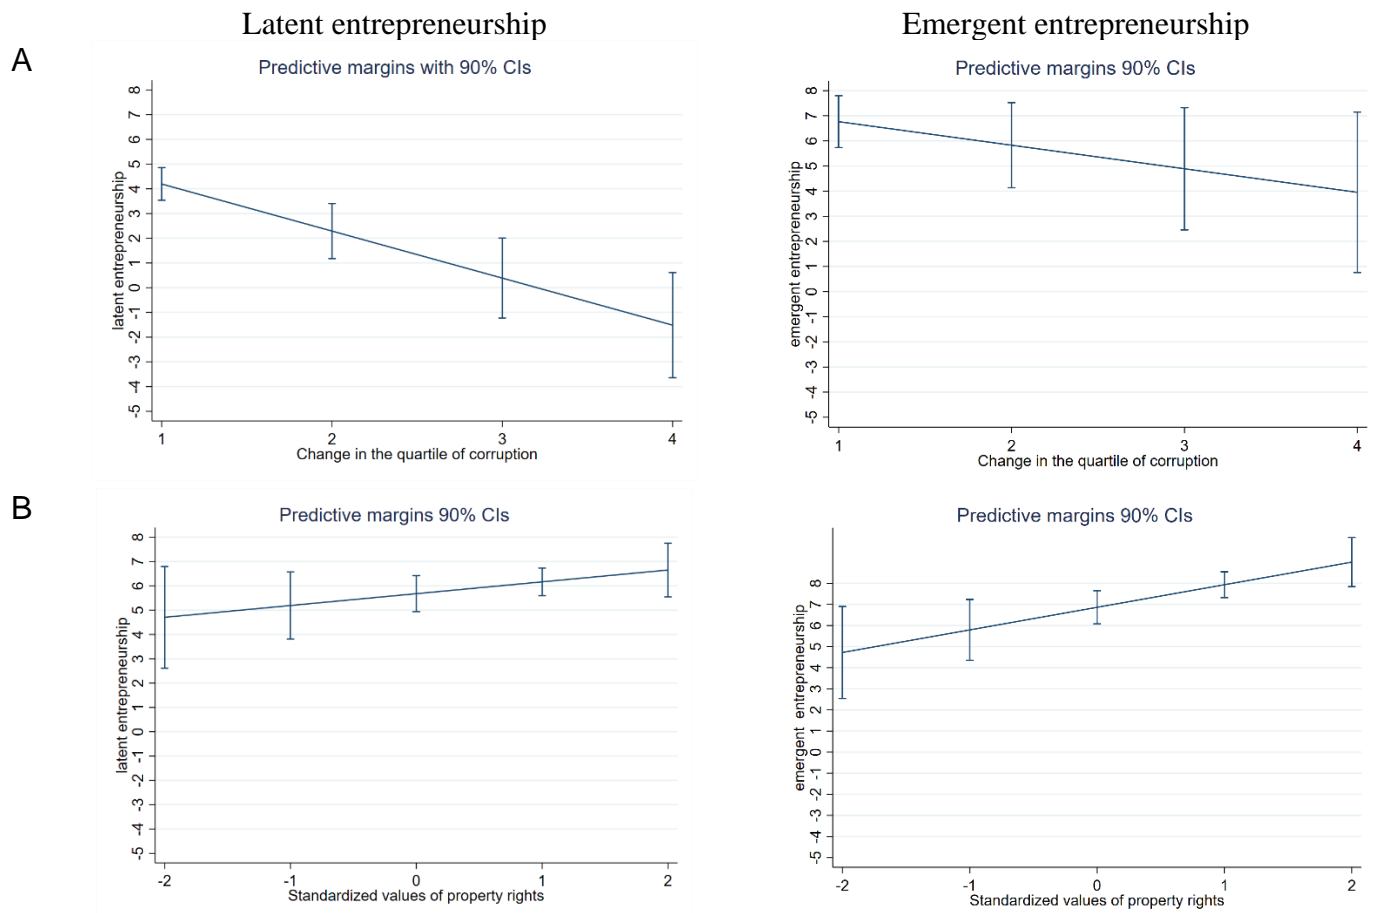 Latent entrepreneurship
Emergent entrepreneurship
A
Predictive margins with 90% CIs
latent entrepreneurship
8
7
6
5
4
3
2
1
0
-1
-2
-3
-4
-5
1 2 3 4
Change in the quartile of corruption
Predictive margins 90% CIs
emergent entrepreneurship
8
7
6
5
4
3
2
1
0
-1
-2
-3
-4
-5
1 2 3 4
Change in the quartile of corruption
B
Predictive margins 90% CIs
latent entrepreneurship
8
7
6
5
4
3
2
1
0
-1
-2
-3
-4
-5
-2 -1 0 1 2
Standardized values of property rights
Predictive margins 90% CIs
emergent entrepreneurship
8
7
6
5
4
3
2
1
0
-1
-2
-3
-4
-5
-2 -1 0 1 2
Standardized values of property rights